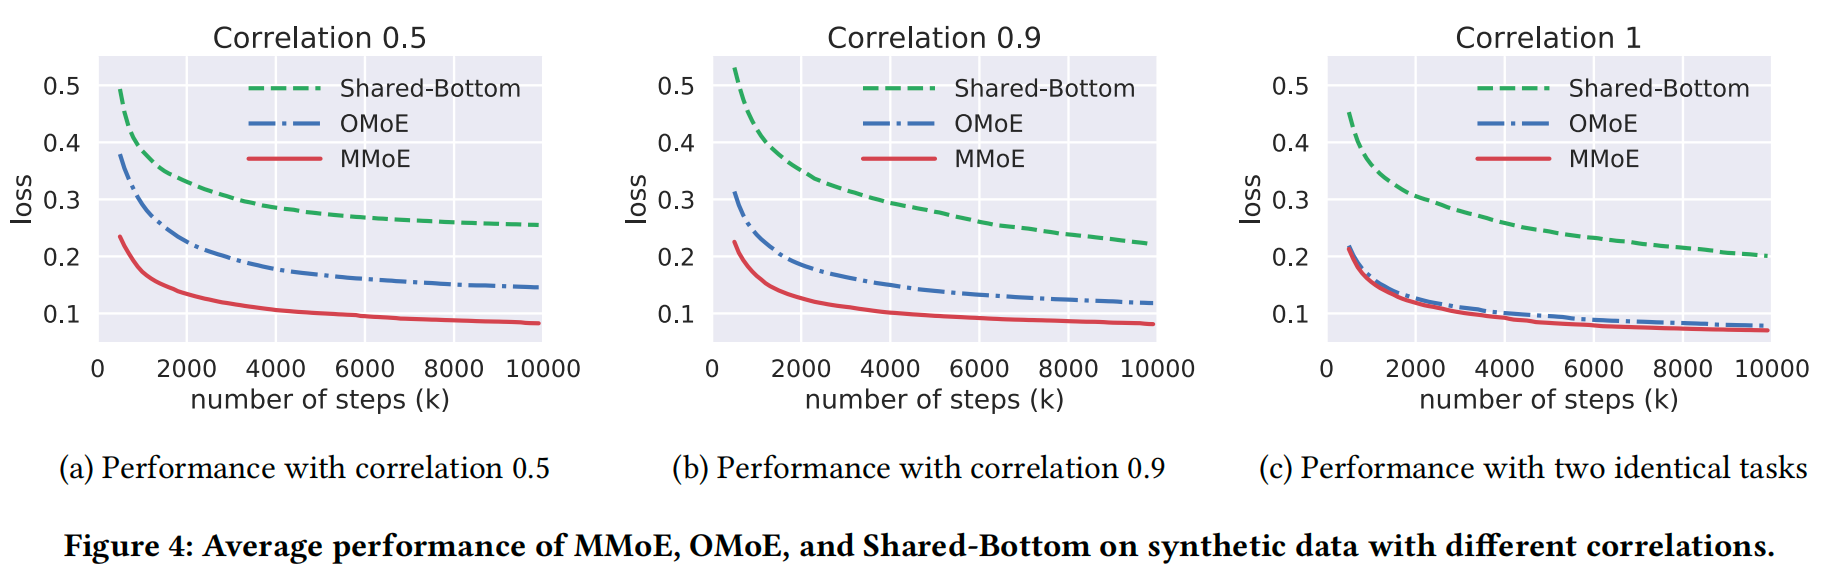 Correlation 0.5
0.5
0.4
0.3
0.2
0.1
loss
Shared-Bottom
OMoE
MMoE
0 2000 4000 6000 8000 10000
number of steps (k)
(a) Performance with correlation 0.5
Correlation 0.9
0.5
0.4
0.3
0.2
0.1
loss
Shared-Bottom
OMoE
MMoE
0 2000 4000 6000 8000 10000
number of steps (k)
(b) Performance with correlation 0.9
Correlation 1
0.5
0.4
0.3
0.2
0.1
loss
Shared-Bottom
OMoE
MMoE
0 2000 4000 6000 8000 10000
number of steps (k)
(c) Performance with two identical tasks
Figure 4: Average performance of MMoE, OMoE, and Shared-Bottom on synthetic data with different correlations.